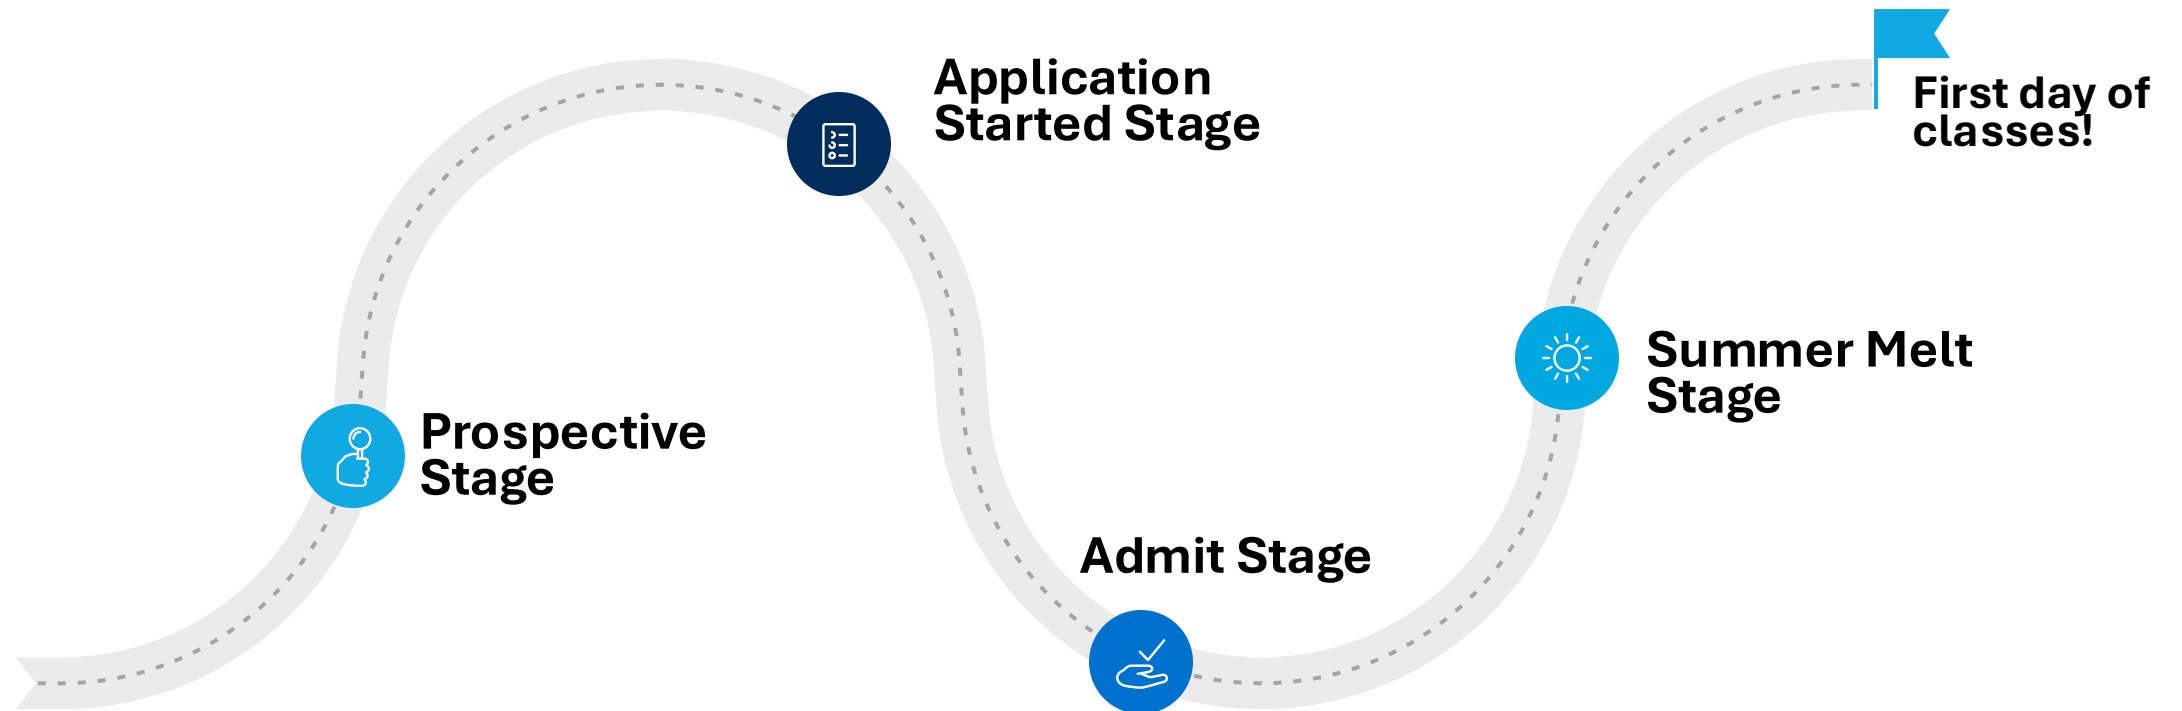 Prospective
Stage
Application
Started Stage
Admit Stage
Summer Melt
Stage
First day of
classes!